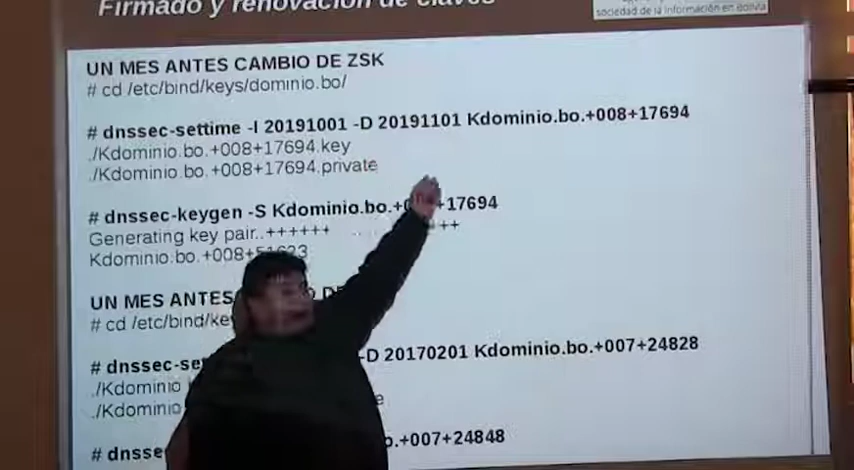 Firmado y renovación de claves
sociedad de la información en Bolivia
UN MES ANTES CAMBIO DE ZSK
# cd /etc/bind/keys/dominio.bo/
# dnssec-settime -I 20191001 -D 20191101 Kdominio.bo.+008+17694
./Kdominio.bo.+008+17694.key
./Kdominio.bo.+008+17694.private
# dnssec-keygen -S Kdominio.bo.+0 +17694
Generating key pair..++++++ ++
Kdominio.bo.+008+51623
UN MES ANTES D
# cd /etc/bind/ke
# dnssec-se -D 20170201 Kdominio.bo.+007+24828
./Kdominio
./Kdominio e
# dnsse o.+007+24848